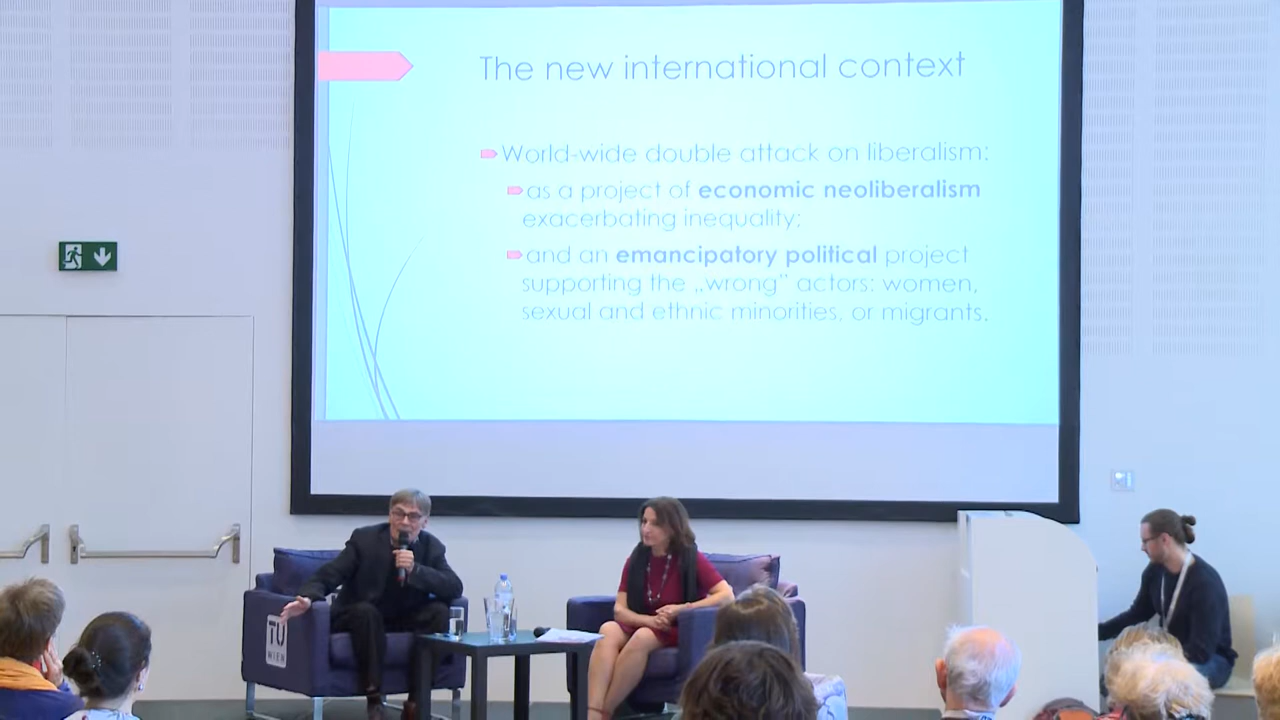 The new international context
World-wide double attack on liberalism:
as a project of economic neoliberalism
exacerbating inequality;
and an emancipatory political project
supporting the „wrong" actors: women,
sexual and ethnic minorities, or migrants.
TU
WIEN